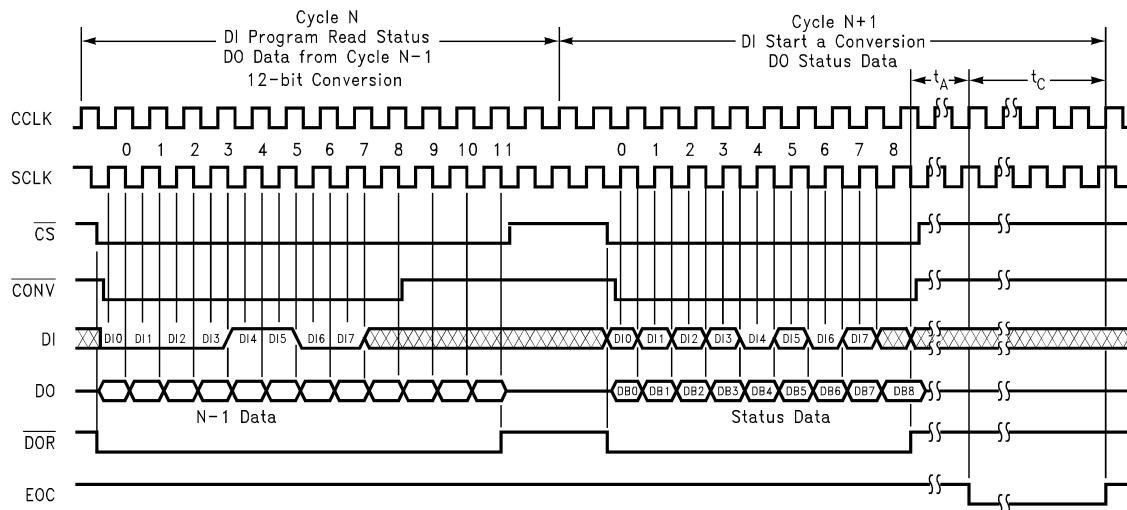 Cycle N
DI Program Read Status
DO Data from Cycle N-1
12-bit Conversion
Cycle N+1
DI Start a Conversion
DO Status Data
tA
tC
CCLK
0 1 2 3 4 5 6 7 8 9 10 11 0 1 2 3 4 5 6 7 8
SCLK
CS
CONV
DI DI0 DI1 DI2 DI3 DI4 DI5 DI6 DI7 DI0 DI1 DI2 DI3 DI4 DI5 DI6 DI7
DO DB0 DB1 DB2 DB3 DB4 DB5 DB6 DB7 DB8
N-1 Data Status Data
DOR
EOC